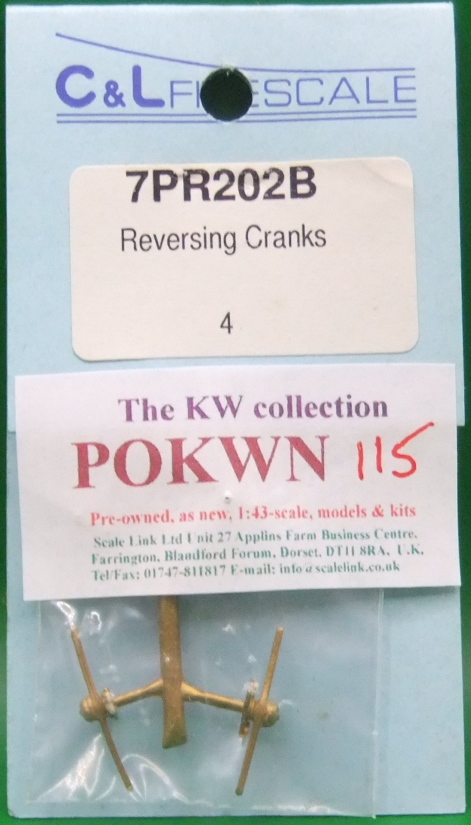 C&L FINESCALE
7PR202B
Reversing Cranks
4
The KW collection
POKWN 115
Pre-owned, as new, 1:43-scale, models & kits
Scale Link Ltd Unit 27 Applins Farm Business Centre,
Farrington, Blandford Forum, Dorset, DT11 8RA, U.K.
Tel/Fax: 01747-811817 E-mail: info@scalelink.co.uk